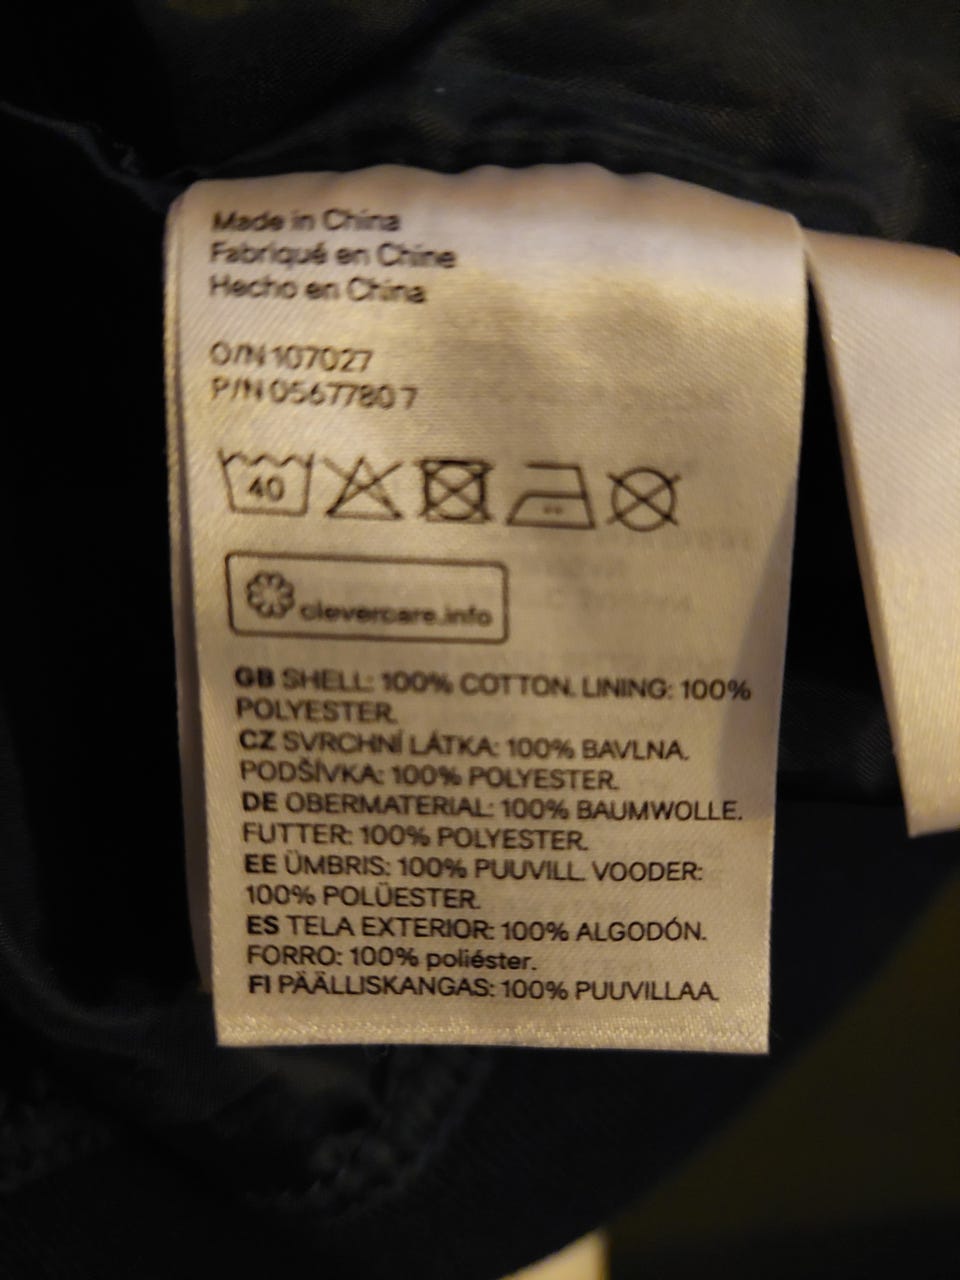 Made in China
Fabriqué en Chine
Hecho en China
O/N 107027
P/N 0567780 7
40
clevercare.info
GB SHELL: 100% COTTON. LINING: 100%
POLYESTER.
CZ SVRCHNÍ LÁTKA: 100% BAVLNA.
PODŠÍVKA: 100% POLYESTER.
DE OBERMATERIAL: 100% BAUMWOLLE.
FUTTER: 100% POLYESTER.
EE ÜMBRIS: 100% PUUVILL. VOODER:
100% POLÜESTER.
ES TELA EXTERIOR: 100% ALGODÓN.
FORRO: 100% poliéster.
FI PÄÄLLISKANGAS: 100% PUUVILLAA.